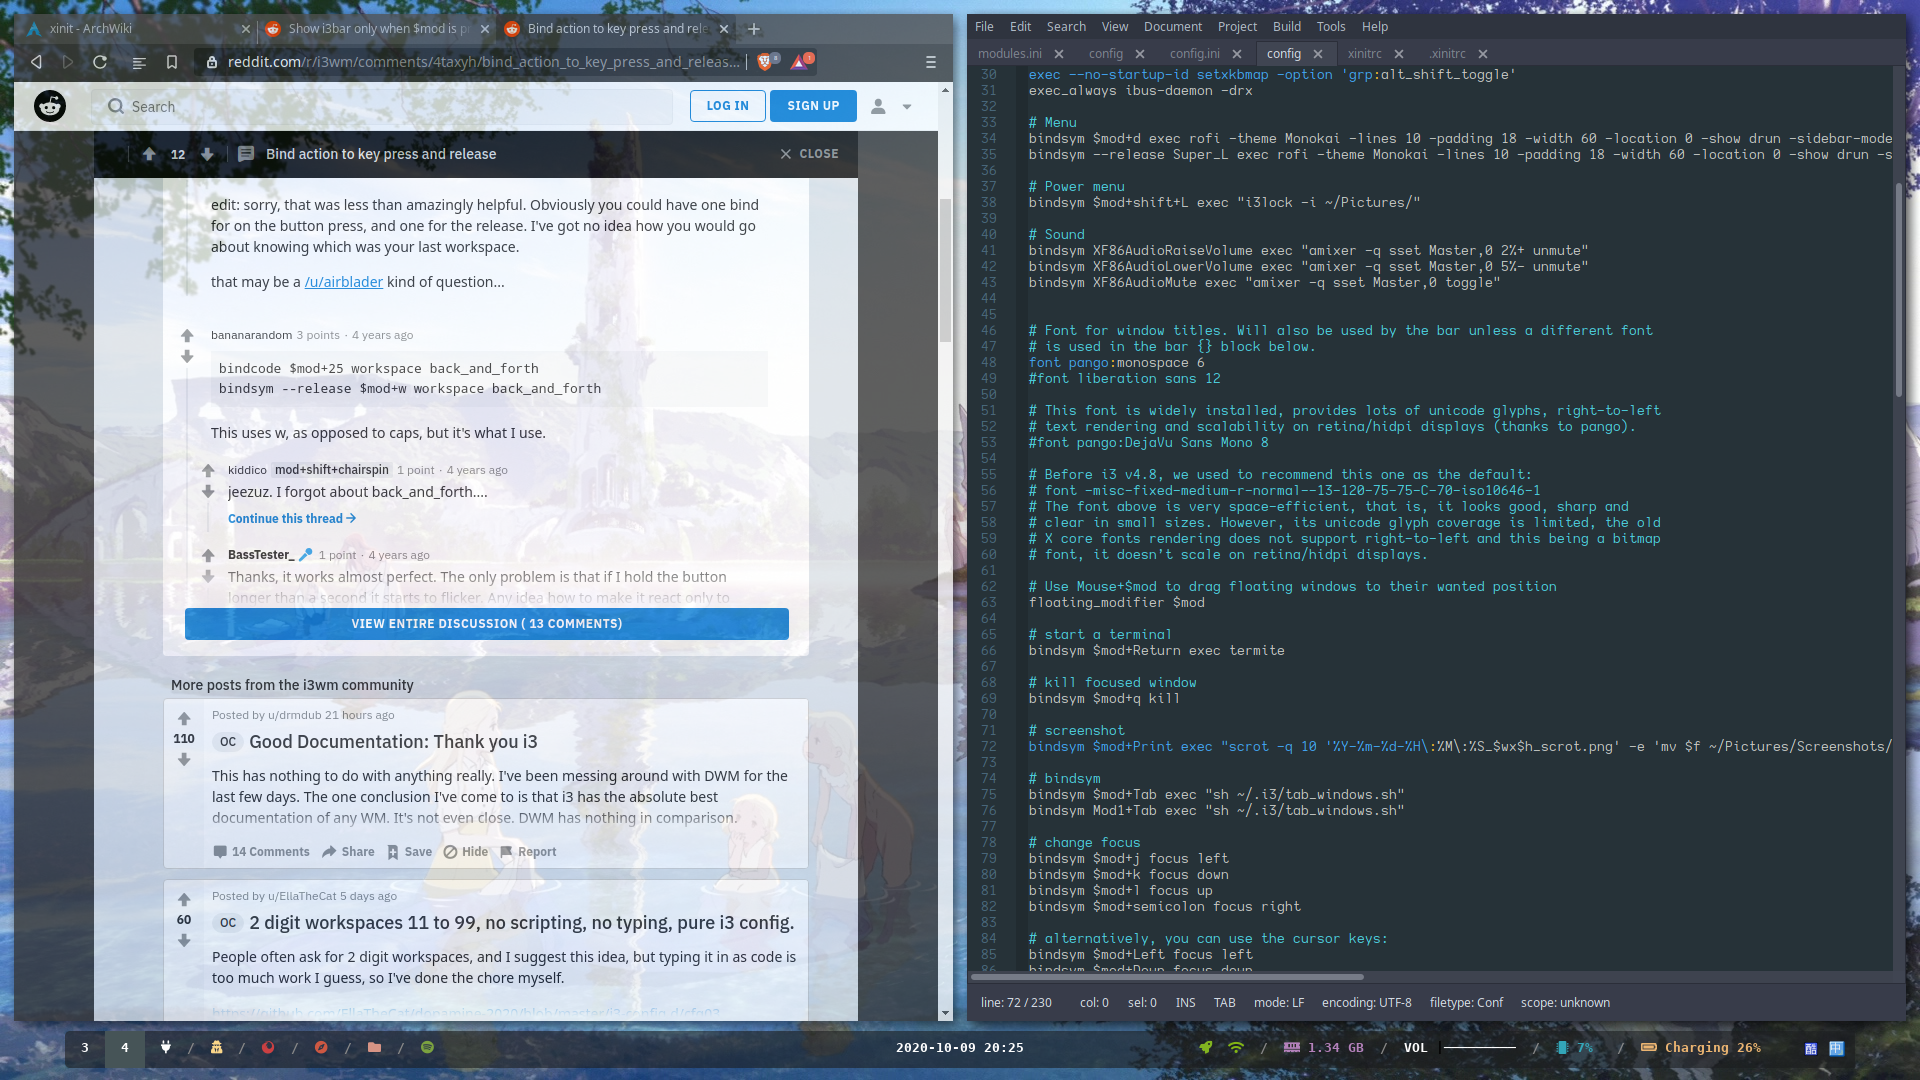 xinit - ArchWiki
Show i3bar only when $mod is p
Bind action to key press and rele
reddit.com/r/i3wm/comments/4taxyh/bind_action_to_key_press_and_releas...
Search
LOG IN
SIGN UP
12
Bind action to key press and release
CLOSE
edit: sorry, that was less than amazingly helpful. Obviously you could have one bind
for on the button press, and one for the release. I've got no idea how you would go
about knowing which was your last workspace.
that may be a /u/airblader kind of question...
bananarandom 3 points · 4 years ago
bindcode $mod+25 workspace back_and_forth
bindsym --release $mod+w workspace back_and_forth
This uses w, as opposed to caps, but it's what I use.
kiddico mod+shift+chairspin 1 point · 4 years ago
jeezuz. I forgot about back_and_forth....
Continue this thread →
BassTester_ 1 point · 4 years ago
Thanks, it works almost perfect. The only problem is that if I hold the button
longer than a second it starts to flicker. Any idea how to make it react only to
VIEW ENTIRE DISCUSSION ( 13 COMMENTS)
More posts from the i3wm community
110
Posted by u/drmdub 21 hours ago
OC Good Documentation: Thank you i3
This has nothing to do with anything really. I've been messing around with DWM for the
last few days. The one conclusion I've come to is that i3 has the absolute best
documentation of any WM. It's not even close. DWM has nothing in comparison.
14 Comments Share Save Hide Report
60
Posted by u/EllaTheCat 5 days ago
OC 2 digit workspaces 11 to 99, no scripting, no typing, pure i3 config.
People often ask for 2 digit workspaces, and I suggest this idea, but typing it in as code is
too much work I guess, so I've done the chore myself.
File Edit Search View Document Project Build Tools Help
modules.ini config config.ini config xinitrc .xinitrc
30 exec --no-startup-id setxkbmap -option 'grp:alt_shift_toggle'
31 exec_always ibus-daemon -drx
32
33 # Menu
34 bindsym $mod+d exec rofi -theme Monokai -lines 10 -padding 18 -width 60 -location 0 -show drun -sidebar-mode
35 bindsym --release Super_L exec rofi -theme Monokai -lines 10 -padding 18 -width 60 -location 0 -show drun -s
36
37 # Power menu
38 bindsym $mod+shift+L exec "i3lock -i ~/Pictures/"
39
40 # Sound
41 bindsym XF86AudioRaiseVolume exec "amixer -q sset Master,0 2%+ unmute"
42 bindsym XF86AudioLowerVolume exec "amixer -q sset Master,0 5%- unmute"
43 bindsym XF86AudioMute exec "amixer -q sset Master,0 toggle"
44
45
46 # Font for window titles. Will also be used by the bar unless a different font
47 # is used in the bar {} block below.
48 font pango:monospace 6
49 #font liberation sans 12
50
51 # This font is widely installed, provides lots of unicode glyphs, right-to-left
52 # text rendering and scalability on retina/hidpi displays (thanks to pango).
53 #font pango:DejaVu Sans Mono 8
54
55 # Before i3 v4.8, we used to recommend this one as the default:
56 # font -misc-fixed-medium-r-normal--13-120-75-75-C-70-iso10646-1
57 # The font above is very space-efficient, that is, it looks good, sharp and
58 # clear in small sizes. However, its unicode glyph coverage is limited, the old
59 # X core fonts rendering does not support right-to-left and this being a bitmap
60 # font, it doesn't scale on retina/hidpi displays.
61
62 # Use Mouse+$mod to drag floating windows to their wanted position
63 floating_modifier $mod
64
65 # start a terminal
66 bindsym $mod+Return exec termite
67
68 # kill focused window
69 bindsym $mod+q kill
70
71 # screenshot
72 bindsym $mod+Print exec "scrot -q 10 '%Y-%m-%d-%H\:%M\:%S_$wx$h_scrot.png' -e 'mv $f ~/Pictures/Screenshots/
73
74 # bindsym
75 bindsym $mod+Tab exec "sh ~/.i3/tab_windows.sh"
76 bindsym Mod1+Tab exec "sh ~/.i3/tab_windows.sh"
77
78 # change focus
79 bindsym $mod+j focus left
80 bindsym $mod+k focus down
81 bindsym $mod+l focus up
82 bindsym $mod+semicolon focus right
83
84 # alternatively, you can use the cursor keys:
85 bindsym $mod+Left focus left
86 bindsym $mod+Down focus down
line: 72 / 230 col: 0 sel: 0 INS TAB mode: LF encoding: UTF-8 filetype: Conf scope: unknown
3 4 / / / / /
2020-10-09 20:25
/ 1.34 GB / VOL / 7% / Charging 26% 酷 中